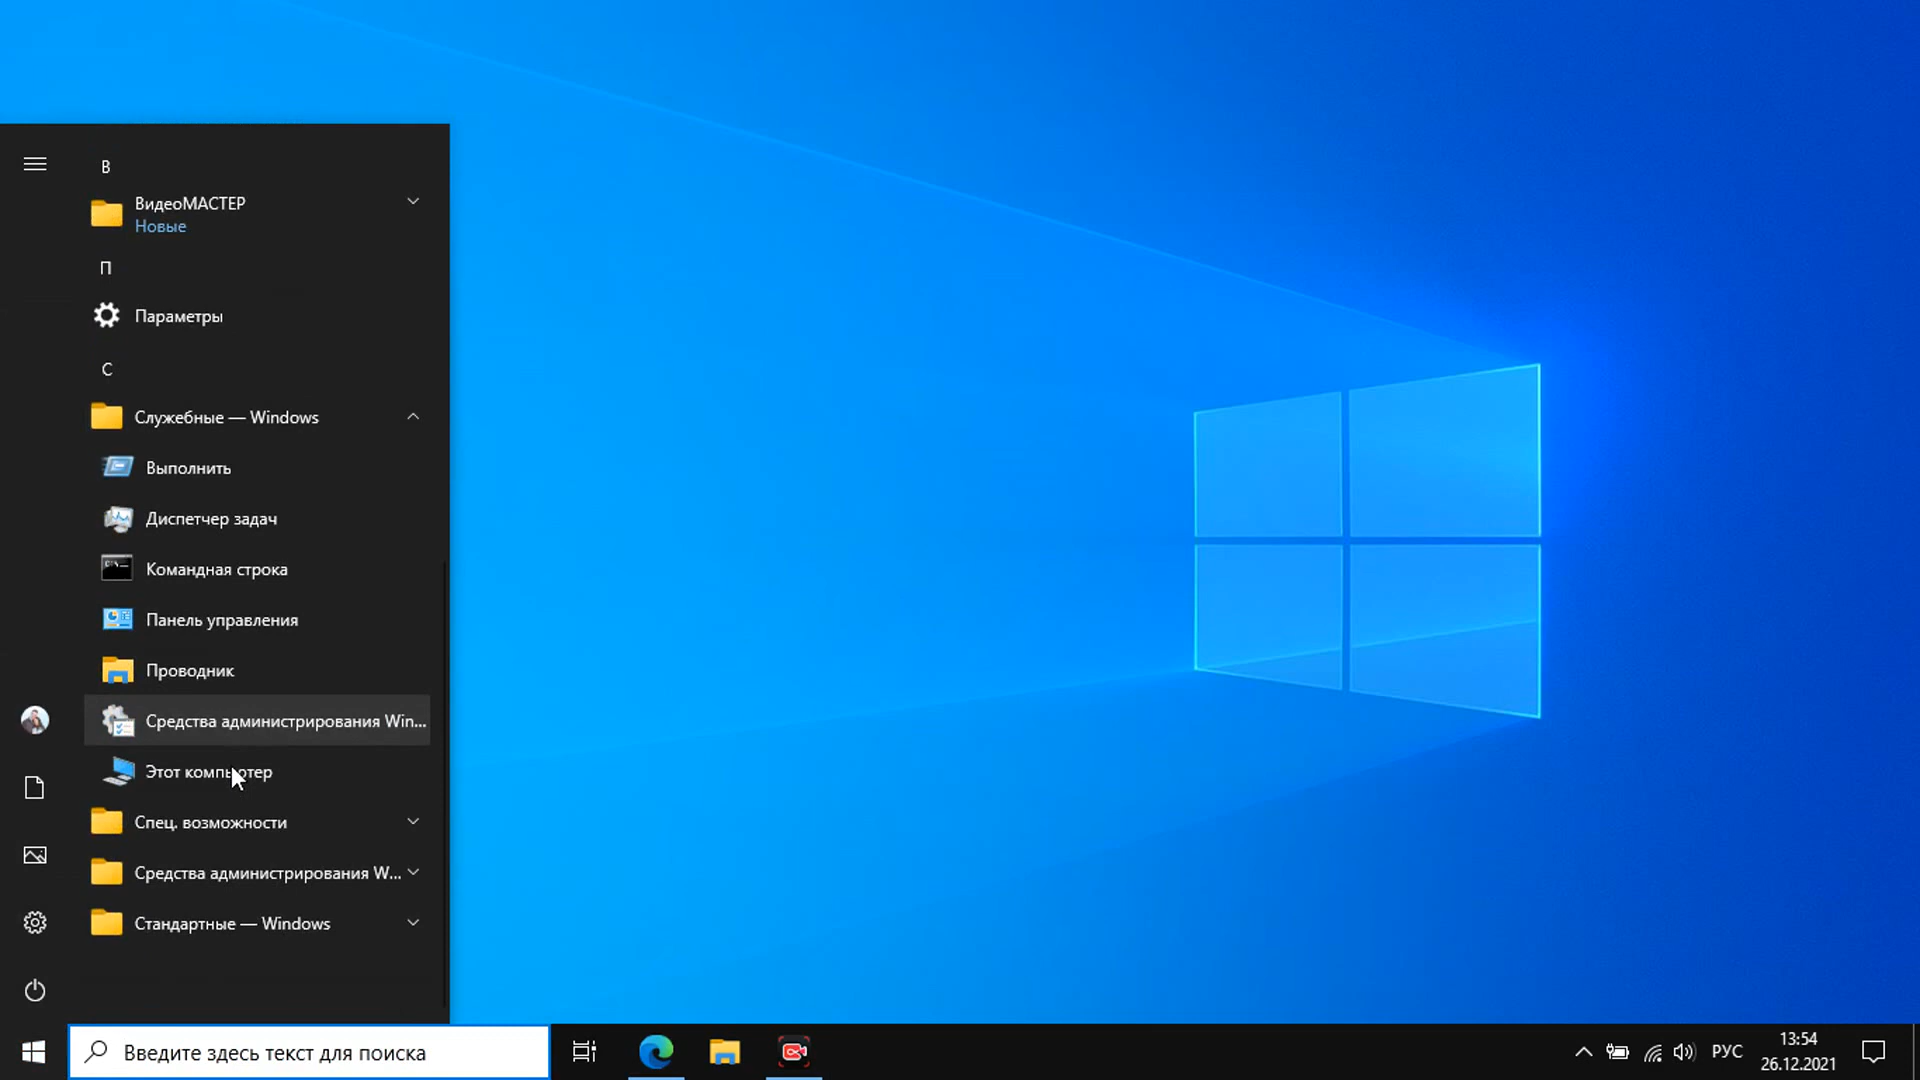 В
ВидеоМАСТЕР
Новые
П
Параметры
С
Служебные — Windows
Выполнить
Диспетчер задач
Командная строка
Панель управления
Проводник
Средства администрирования Win...
Этот компьютер
Спец. возможности
Средства администрирования W...
Стандартные — Windows
Введите здесь текст для поиска
РУС
13:54
26.12.2021